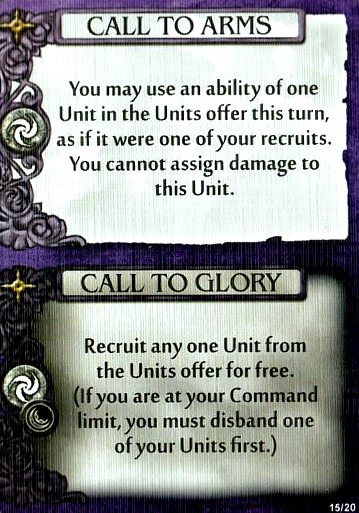 CALL TO ARMS
You may use an ability of one
Unit in the Units offer this turn,
as if it were one of your recruits.
You cannot assign damage to
this Unit.
CALL TO GLORY
Recruit any one Unit from
the Units offer for free.
(If you are at your Command
limit, you must disband one
of your Units first.)
15/20